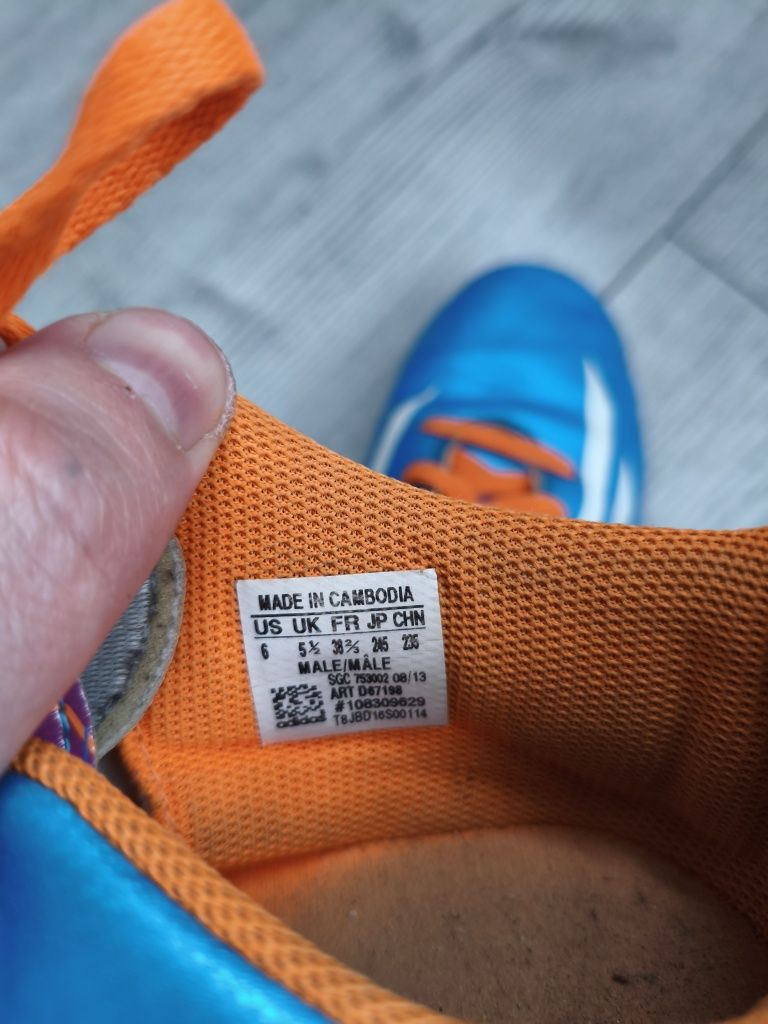 MADE IN CAMBODIA
US UK FR JP CHN
6 5½ 38⅔ 245 235
MALE/MÂLE
SGC 753002 08/13
ART D67198
#108309629
T8JBD16S00114